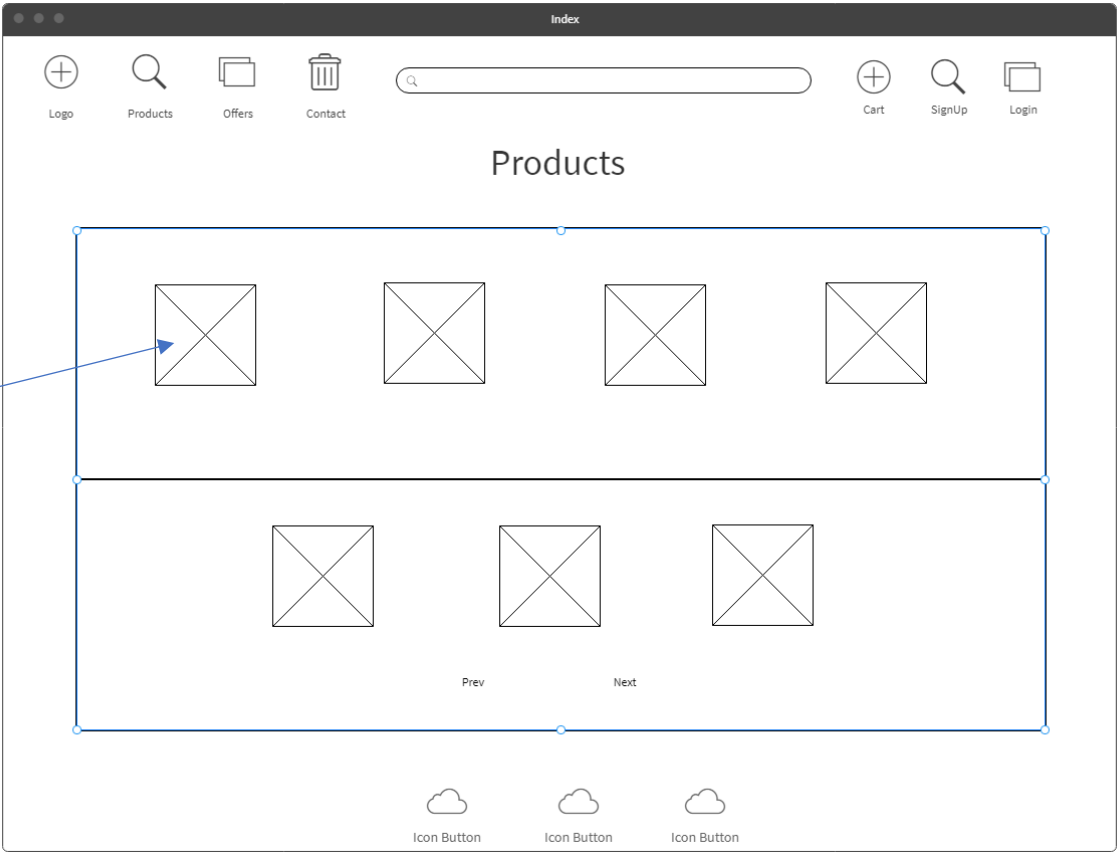 Index
Logo
Products
Offers
Contact
Cart
SignUp
Login
Products
Prev
Next
Icon Button
Icon Button
Icon Button